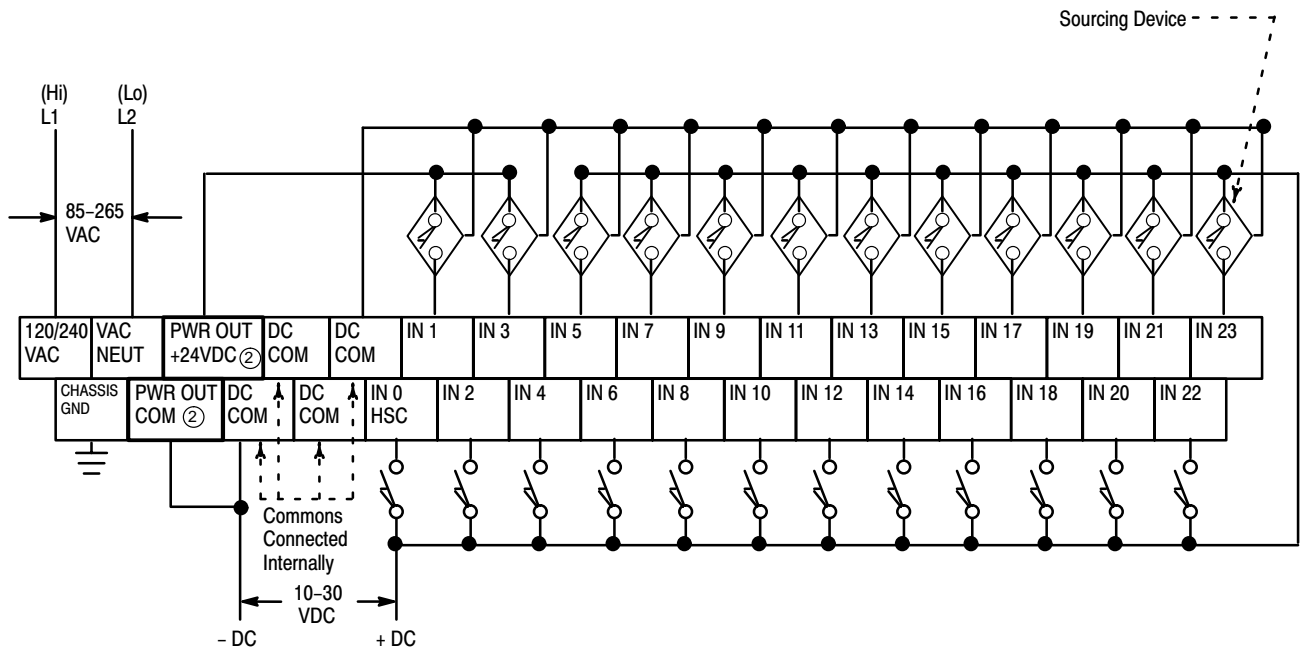 Sourcing Device
(Hi)
L1
(Lo)
L2
85–265
VAC
120/240
VAC
VAC
NEUT
PWR OUT
+24VDC ②
DC
COM
DC
COM
IN 1
IN 3
IN 5
IN 7
IN 9
IN 11
IN 13
IN 15
IN 17
IN 19
IN 21
IN 23
CHASSIS
GND
PWR OUT
COM ②
DC
COM
DC
COM
IN 0
HSC
IN 2
IN 4
IN 6
IN 8
IN 10
IN 12
IN 14
IN 16
IN 18
IN 20
IN 22
Commons
Connected
Internally
10–30
VDC
– DC
+ DC